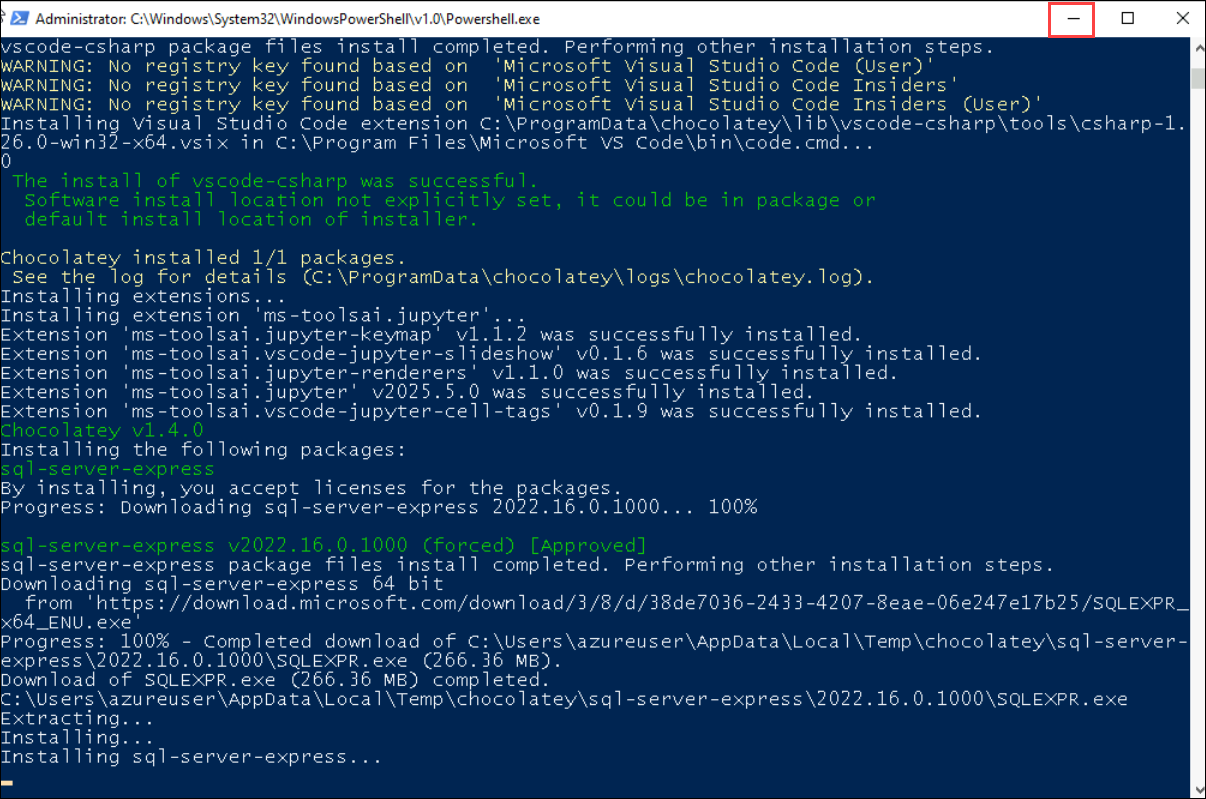 Administrator: C:\Windows\System32\WindowsPowerShell\v1.0\Powershell.exe
vscode-csharp package files install completed. Performing other installation steps.
WARNING: No registry key found based on  'Microsoft Visual Studio Code (User)'
WARNING: No registry key found based on  'Microsoft Visual Studio Code Insiders'
WARNING: No registry key found based on  'Microsoft Visual Studio Code Insiders (User)'
Installing Visual Studio Code extension C:\ProgramData\chocolatey\lib\vscode-csharp\tools\csharp-1.
26.0-win32-x64.vsix in C:\Program Files\Microsoft VS Code\bin\code.cmd...
0
 The install of vscode-csharp was successful.
  Software install location not explicitly set, it could be in package or
  default install location of installer.
Chocolatey installed 1/1 packages.
 See the log for details (C:\ProgramData\chocolatey\logs\chocolatey.log).
Installing extensions...
Installing extension 'ms-toolsai.jupyter'...
Extension 'ms-toolsai.jupyter-keymap' v1.1.2 was successfully installed.
Extension 'ms-toolsai.vscode-jupyter-slideshow' v0.1.6 was successfully installed.
Extension 'ms-toolsai.jupyter-renderers' v1.1.0 was successfully installed.
Extension 'ms-toolsai.jupyter' v2025.5.0 was successfully installed.
Extension 'ms-toolsai.vscode-jupyter-cell-tags' v0.1.9 was successfully installed.
Chocolatey v1.4.0
Installing the following packages:
sql-server-express
By installing, you accept licenses for the packages.
Progress: Downloading sql-server-express 2022.16.0.1000... 100%
sql-server-express v2022.16.0.1000 (forced) [Approved]
sql-server-express package files install completed. Performing other installation steps.
Downloading sql-server-express 64 bit
  from 'https://download.microsoft.com/download/3/8/d/38de7036-2433-4207-8eae-06e247e17b25/SQLEXPR_
x64_ENU.exe'
Progress: 100% - Completed download of C:\Users\azureuser\AppData\Local\Temp\chocolatey\sql-server-
express\2022.16.0.1000\SQLEXPR.exe (266.36 MB).
Download of SQLEXPR.exe (266.36 MB) completed.
C:\Users\azureuser\AppData\Local\Temp\chocolatey\sql-server-express\2022.16.0.1000\SQLEXPR.exe
Extracting...
Installing...
Installing sql-server-express...